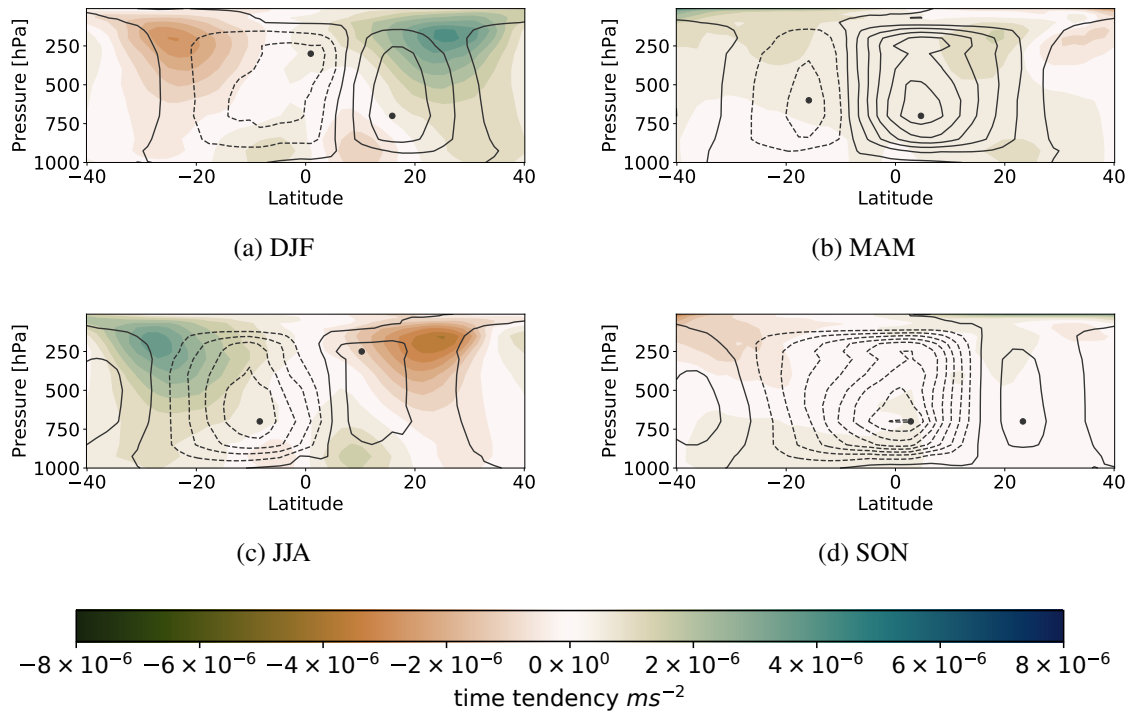 Pressure [hPa]
250
500
750
1000
−40 −20 0 20 40
Latitude
(a) DJF
Pressure [hPa]
250
500
750
1000
−40 −20 0 20 40
Latitude
(b) MAM
Pressure [hPa]
250
500
750
1000
−40 −20 0 20 40
Latitude
(c) JJA
Pressure [hPa]
250
500
750
1000
−40 −20 0 20 40
Latitude
(d) SON
−8 × 10⁻⁶ −6 × 10⁻⁶ −4 × 10⁻⁶ −2 × 10⁻⁶ 0 × 10⁰ 2 × 10⁻⁶ 4 × 10⁻⁶ 6 × 10⁻⁶ 8 × 10⁻⁶
time tendency ms⁻²